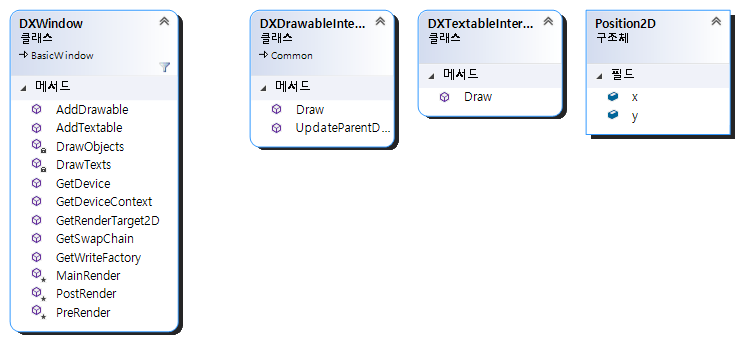 DXWindow
클래스
BasicWindow
메서드
AddDrawable
AddTextable
DrawObjects
DrawTexts
GetDevice
GetDeviceContext
GetRenderTarget2D
GetSwapChain
GetWriteFactory
MainRender
PostRender
PreRender
DXDrawableInte...
클래스
Common
메서드
Draw
UpdateParentD...
DXTextableInter...
클래스
메서드
Draw
Position2D
구조체
필드
x
y